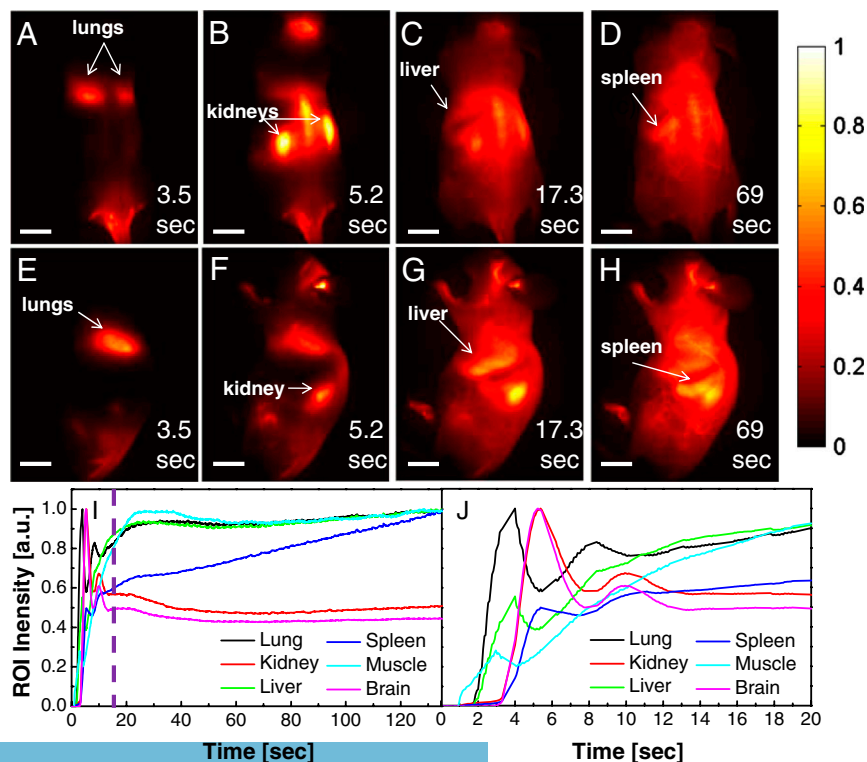 A
lungs
3.5
sec
B
kidneys
5.2
sec
C
liver
17.3
sec
D
spleen
69
sec
E
lungs
3.5
sec
F
kidney
5.2
sec
G
liver
17.3
sec
H
spleen
69
sec
1
0.8
0.6
0.4
0.2
0
I
ROI Inensity [a.u.]
1.0
0.8
0.6
0.4
0.2
0.0
Lung
Kidney
Liver
Spleen
Muscle
Brain
0 20 40 60 80 100 120
Time [sec]
J
Lung
Kidney
Liver
Spleen
Muscle
Brain
0 2 4 6 8 10 12 14 16 18 20
Time [sec]